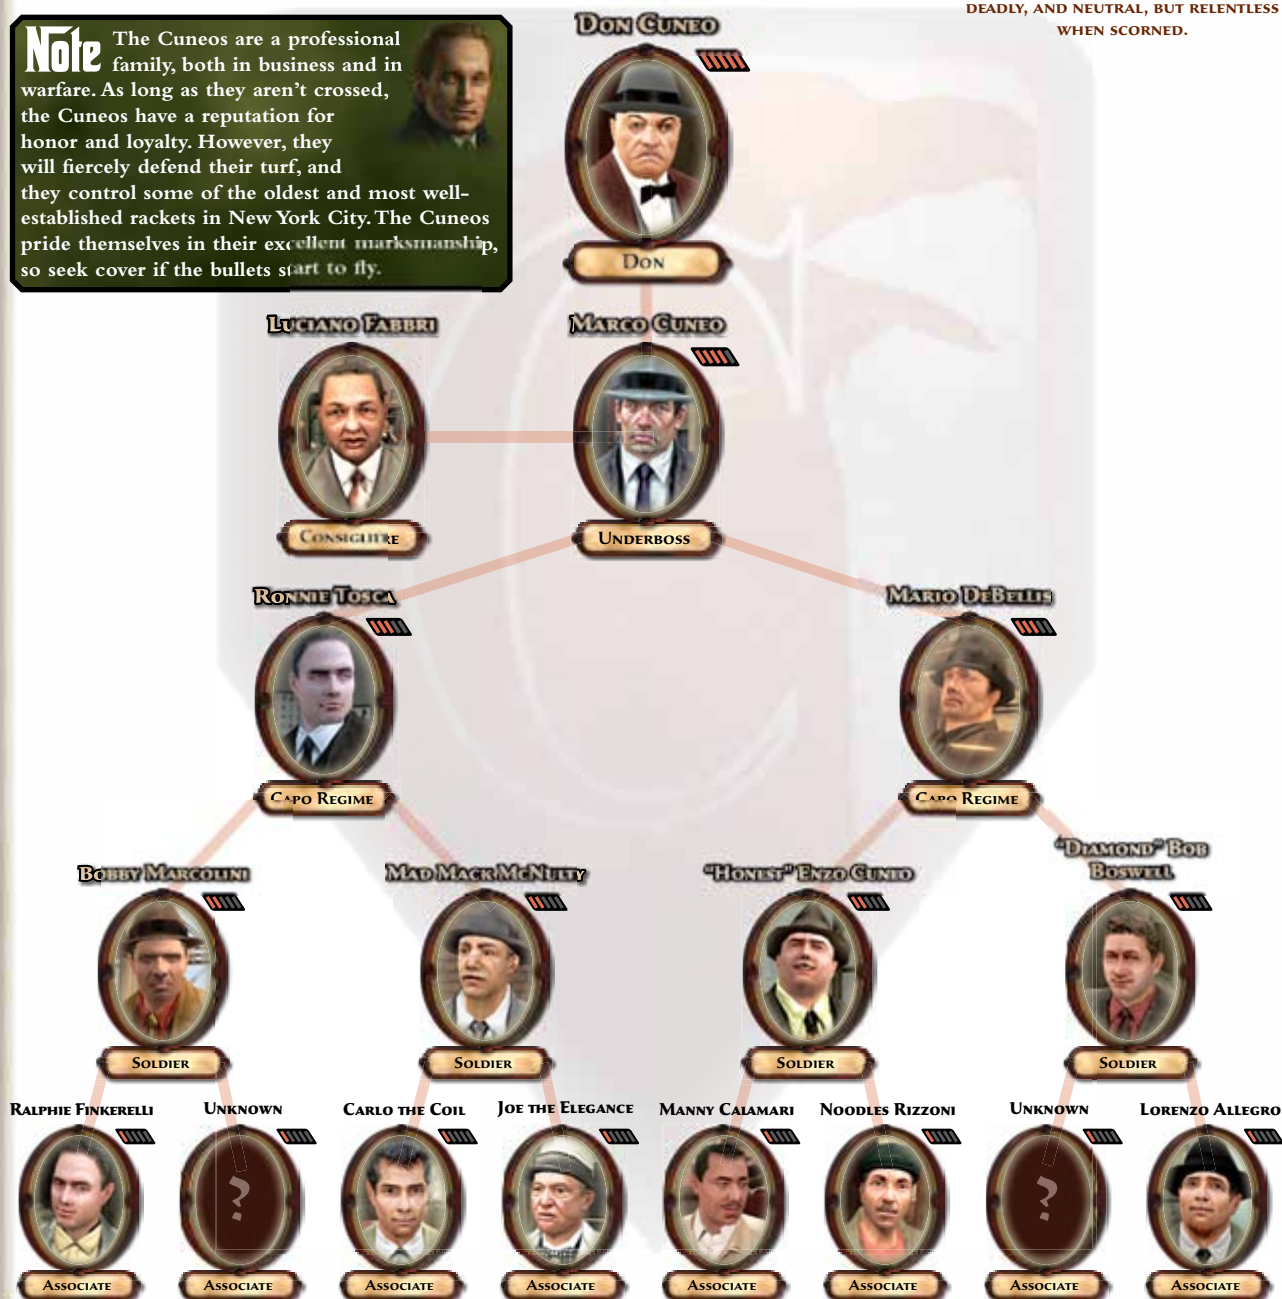 DEADLY, AND NEUTRAL, BUT RELENTLESS
WHEN SCORNED.
Note The Cuneos are a professional
family, both in business and in
warfare. As long as they aren't crossed,
the Cuneos have a reputation for
honor and loyalty. However, they
will fiercely defend their turf, and
they control some of the oldest and most well-
established rackets in New York City. The Cuneos
pride themselves in their excellent marksmanship,
so seek cover if the bullets start to fly.
DON CUNEO
DON
LUCIANO FABBRI
MARCO CUNEO
CONSIGLIERE
UNDERBOSS
RONNIE TOSCA
MARIO DEBELLIS
CAPO REGIME
CAPO REGIME
BOBBY MARCOLINI
MAD MACK MCNULTY
"HONEST" ENZO CUNEO
"DIAMOND" BOB
BOSWELL
SOLDIER
SOLDIER
SOLDIER
SOLDIER
RALPHIE FINKERELLI
UNKNOWN
CARLO THE COIL
JOE THE ELEGANCE
MANNY CALAMARI
NOODLES RIZZONI
UNKNOWN
LORENZO ALLEGRO
?
?
ASSOCIATE
ASSOCIATE
ASSOCIATE
ASSOCIATE
ASSOCIATE
ASSOCIATE
ASSOCIATE
ASSOCIATE